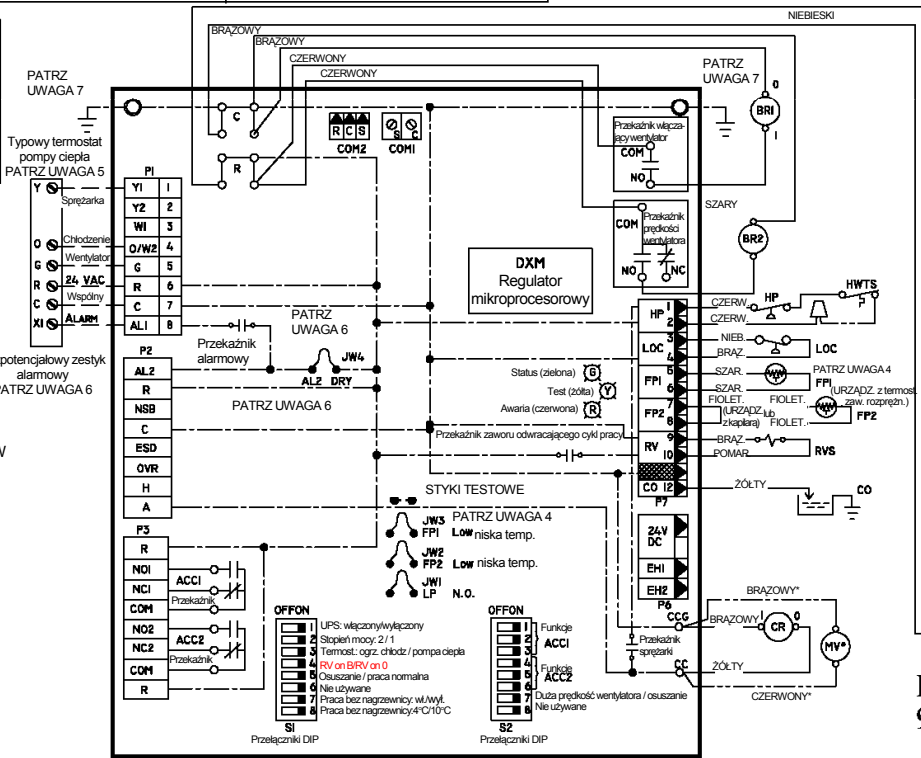 NIEBIESKI
BRĄZOWY
BRĄZOWY
CZERWONY
CZERWONY
PATRZ
UWAGA 7
PATRZ
UWAGA 7
C
R
R C S
COM2
S C
COM1
Przekaźnik włącza-
jący wentylator
COM
NO
0
BR1
1
Typowy termostat
pompy ciepła
PATRZ UWAGA 5
Y
Sprężarka
O
Chłodzenie
Wentylator
G
R
24 VAC
Wspólny
C
X1
ALARM
potencjałowy zestyk
alarmowy
PATRZ UWAGA 6
P1
Y1 1
Y2 2
W1 3
O/W2 4
G 5
R 6
C 7
AL1 8
P2
AL2
R
NSB
C
ESD
OVR
H
A
P3
R
NO1
NC1
COM
NO2
NC2
COM
R
ACC1
Przekaźnik
ACC2
Przekaźnik
Przekaźnik
alarmowy
PATRZ
UWAGA 6
JW4
AL2 DRY
PATRZ UWAGA 6
DXM
Regulator
mikroprocesorowy
COM
Przekaźnik
prędkości
wentylatora
NO
NC
SZARY
BR2
Status (zielona) G
Test (żółta) Y
Awaria (czerwona) R
Przekaźnik zaworu odwracającego cykl pracy
STYKI TESTOWE
JW3 PATRZ UWAGA 4
FP1 Low niska temp.
JW2
FP2 Low niska temp.
JW1
LP N.O.
HP 1
2
LOC 3
4
FP1 5
6
FP2 7
8
RV 9
10
CO 12
P7
24V
DC
EH1
EH2
P6
CZERW.
CZERW.
HP
HWTS
NIEB.
BRĄZ.
LOC
SZAR.
SZAR.
PATRZ UWAGA 4
FP1
(URZĄDZ. z termost.
zaw. rozprężn.)
FIOLET.
FIOLET.
(URZĄDZ. lub
z kapilarą)
FIOLET.
FP2
BRĄZ.
POMAR.
RVS
ŻÓŁTY
CO
CCG
BRĄZOWY*
BRĄZOWY
1
CR
0
MV*
Przekaźnik
sprężarki
CC
ŻÓŁTY
CZERWONY*
OFFON
1 UPS: włączony/wyłączony
2 Stopień mocy: 2 / 1
3 Termost.: ogrz. chłodz / pompa ciepła
4 RV on B/RV on 0
5 Osuszanie / praca normalna
6 Nie używane
7 Praca bez nagrzewnicy: wł./wył.
8 Praca bez nagrzewnicy:4°C/10°C
S1
Przełączniki DIP
OFFON
1
2
3
4
5
6
7
8
Funkcje
ACC1
Funkcje
ACC2
Duża prędkość wentylatora / osuszanie
Nie używane
S2
Przełączniki DIP